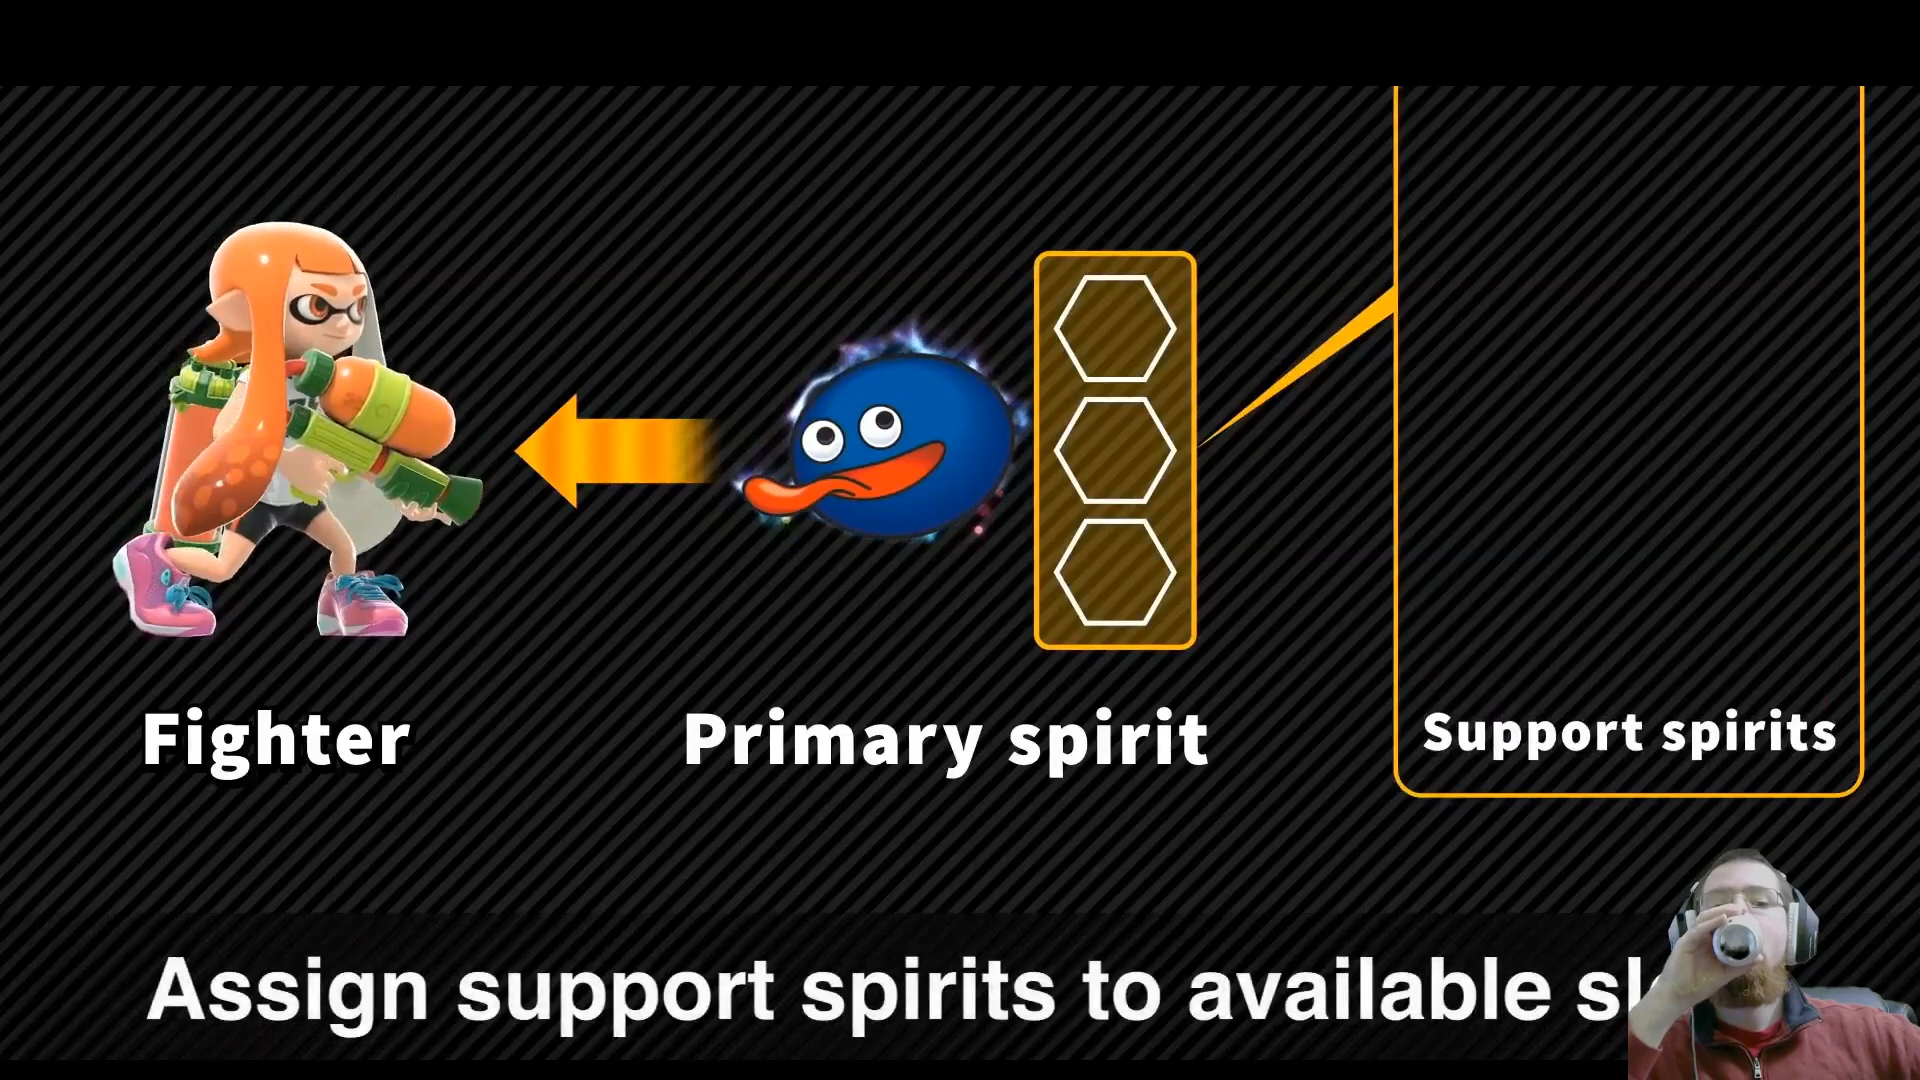 Fighter
Primary spirit
Support spirits
Assign support spirits to available